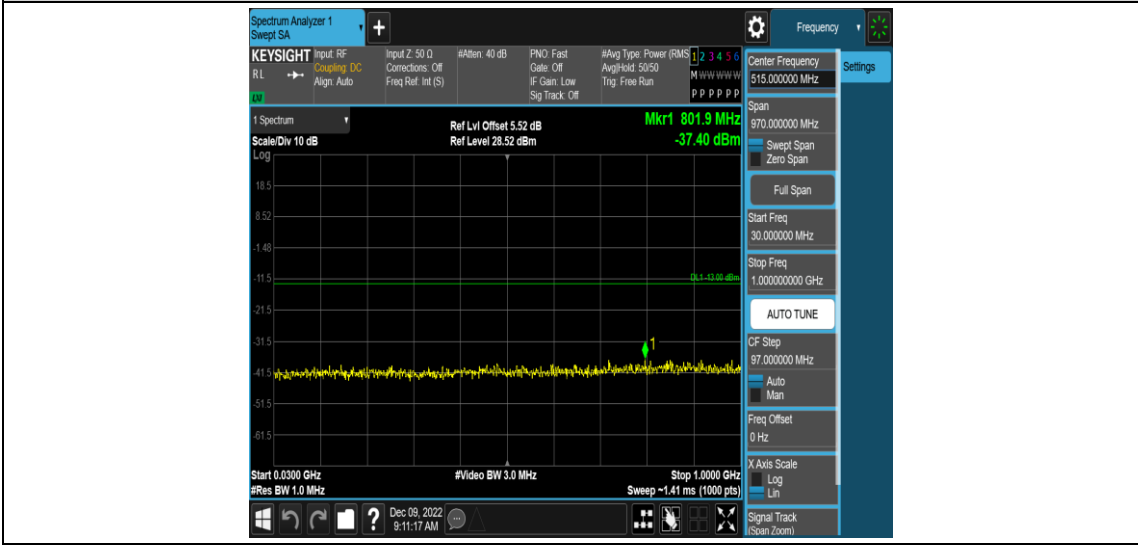 Spectrum Analyzer 1
Swept SA
+
Frequency
KEYSIGHT
RL
LM
Input: RF
Coupling: DC
Align: Auto
Input Z: 50 Ω
Corrections: Off
Freq Ref: Int (S)
#Atten: 40 dB
PNO: Fast
Gate: Off
IF Gain: Low
Sig Track: Off
#Avg Type: Power (RMS
Avg|Hold: 50/50
Trig: Free Run
1 2 3 4 5 6
M W W W W W
P P P P P P
1 Spectrum
Scale/Div 10 dB
Log
Ref Lvl Offset 5.52 dB
Ref Level 28.52 dBm
Mkr1 801.9 MHz
-37.40 dBm
18.5
8.52
-1.48
-11.5
DL1 -13.00 dBm
-21.5
-31.5
1
-41.5
-51.5
-61.5
Start 0.0300 GHz
#Res BW 1.0 MHz
#Video BW 3.0 MHz
Stop 1.0000 GHz
Sweep ~1.41 ms (1000 pts)
?
Dec 09, 2022
9:11:17 AM
Center Frequency
515.000000 MHz
Settings
Span
970.000000 MHz
Swept Span
Zero Span
Full Span
Start Freq
30.000000 MHz
Stop Freq
1.000000000 GHz
AUTO TUNE
CF Step
97.000000 MHz
Auto
Man
Freq Offset
0 Hz
X Axis Scale
Log
Lin
Signal Track
(Span Zoom)